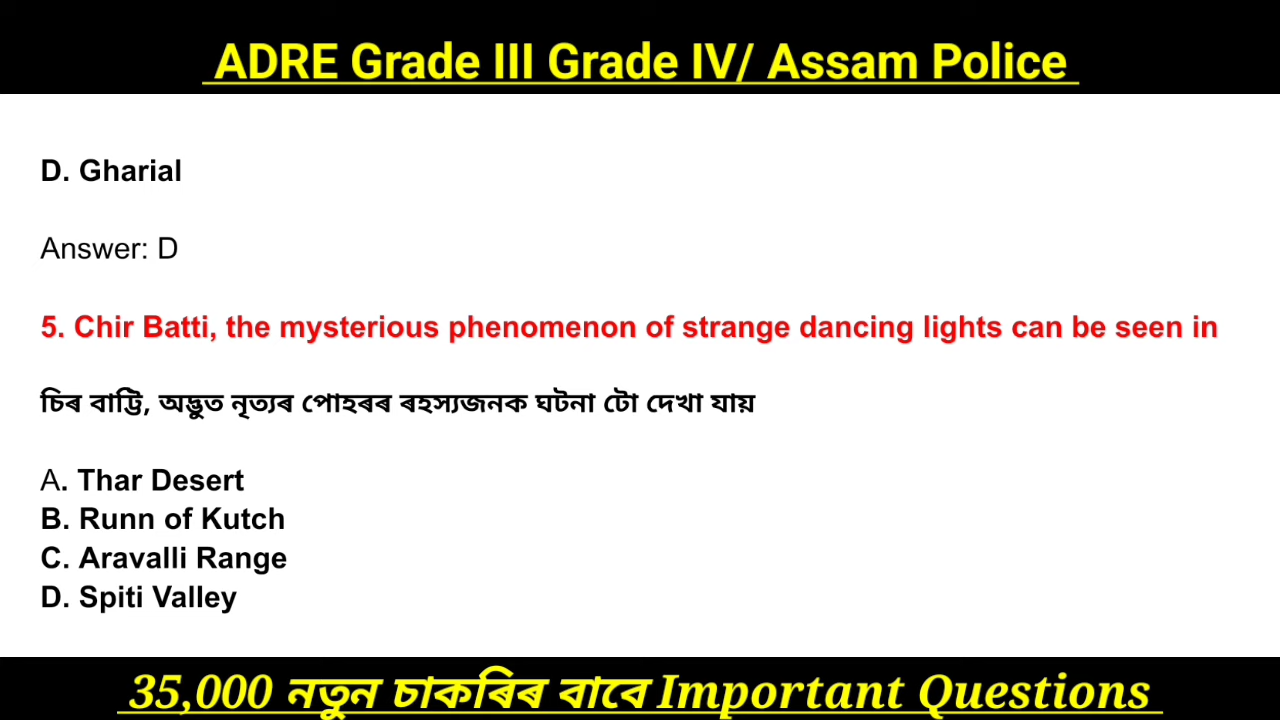 ADRE Grade III Grade IV/ Assam Police
D. Gharial
Answer: D
5. Chir Batti, the mysterious phenomenon of strange dancing lights can be seen in
চিৰ বাট্টি, অদ্ভুত নৃত্যৰ পোহৰৰ ৰহস্যজনক ঘটনা টো দেখা যায়
A. Thar Desert
B. Runn of Kutch
C. Aravalli Range
D. Spiti Valley
35,000 নতুন চাকৰিৰ বাবে Important Questions